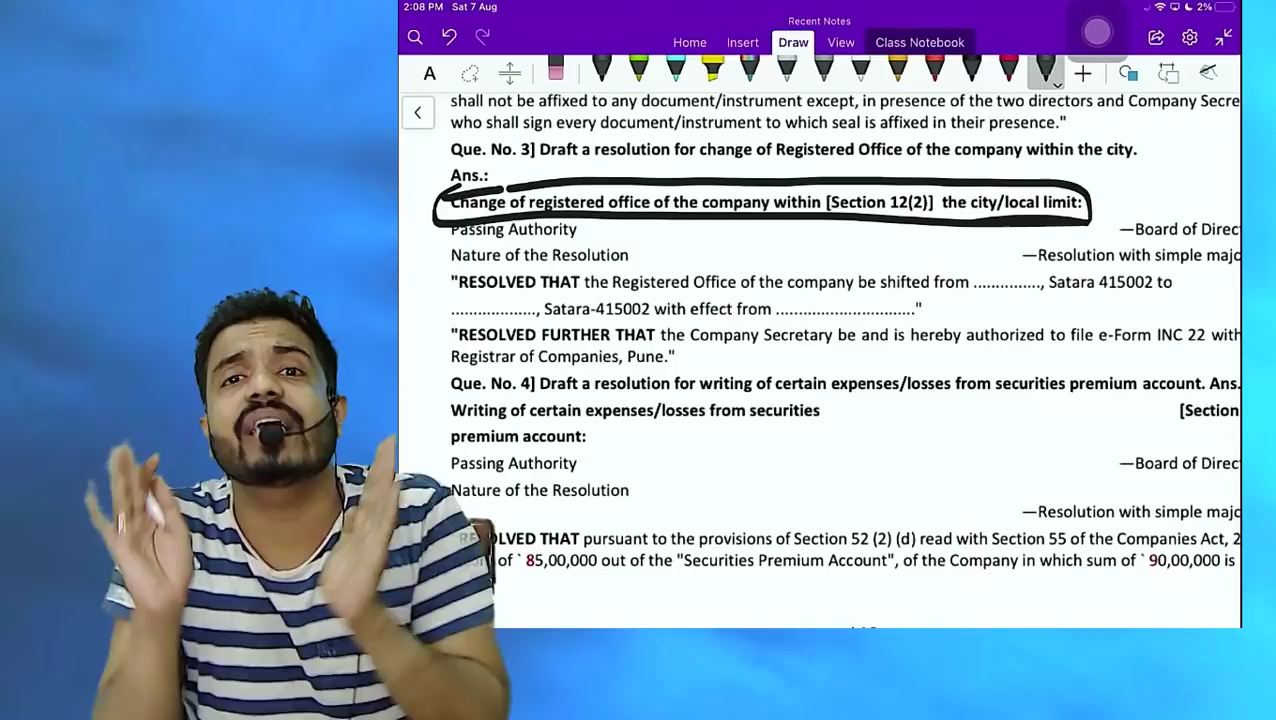 2:08 PM Sat 7 Aug
2%
Recent Notes
Home Insert Draw View Class Notebook
A
shall not be affixed to any document/instrument except, in presence of the two directors and Company Secre
who shall sign every document/instrument to which seal is affixed in their presence."
Que. No. 3] Draft a resolution for change of Registered Office of the company within the city.
Ans.:
Change of registered office of the company within [Section 12(2)] the city/local limit:
Passing Authority —Board of Direc
Nature of the Resolution —Resolution with simple majo
"RESOLVED THAT the Registered Office of the company be shifted from ..............., Satara 415002 to
..................., Satara-415002 with effect from ..............................."
"RESOLVED FURTHER THAT the Company Secretary be and is hereby authorized to file e-Form INC 22 with
Registrar of Companies, Pune."
Que. No. 4] Draft a resolution for writing of certain expenses/losses from securities premium account. Ans.
Writing of certain expenses/losses from securities [Section
premium account:
Passing Authority —Board of Direc
Nature of the Resolution
—Resolution with simple majo
RESOLVED THAT pursuant to the provisions of Section 52 (2) (d) read with Section 55 of the Companies Act, 2
of ` 85,00,000 out of the "Securities Premium Account", of the Company in which sum of ` 90,00,000 is